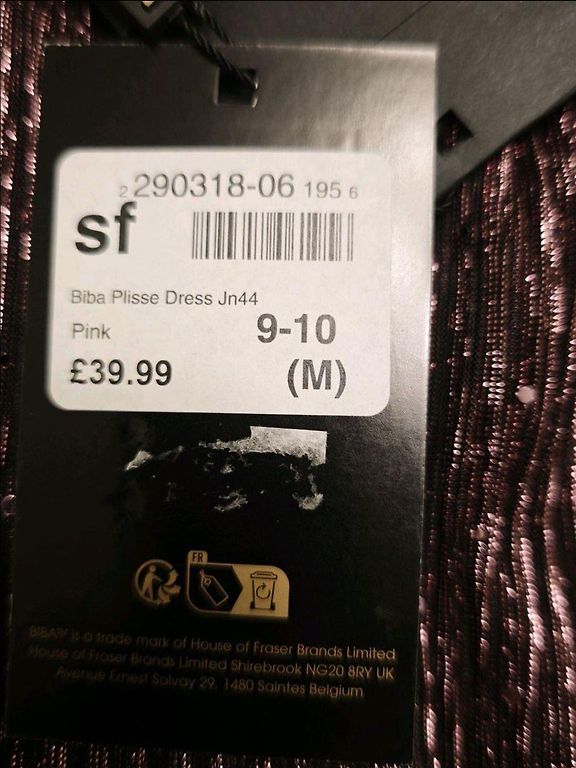 2 290318-06 195 6
sf
Biba Plisse Dress Jn44
Pink
9-10
£39.99
(M)
FR
BIBA™ is a trade mark of House of Fraser Brands Limited
House of Fraser Brands Limited Shirebrook NG20 8RY UK
Avenue Ernest Solvay 29, 1480 Saintes Belgium